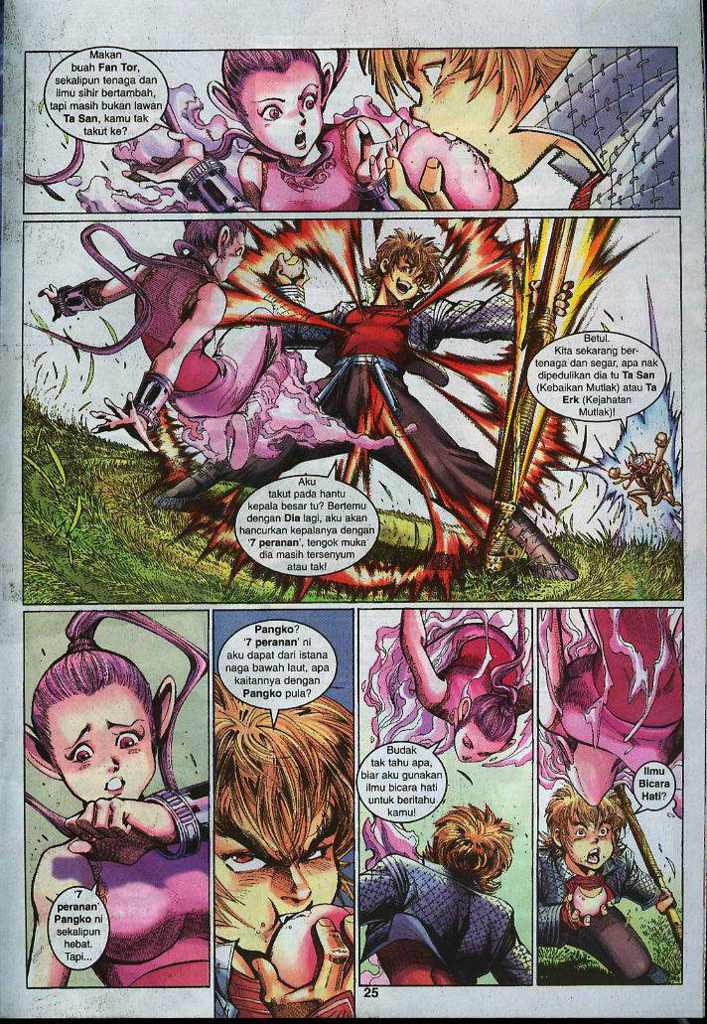 Makan
buah Fan Tor,
sekalipun tenaga dan
ilmu sihir bertambah,
tapi masih bukan lawan
Ta San, kamu tak
takut ke?
Betul.
Kita sekarang ber-
tenaga dan segar, apa nak
dipedulikan dia tu Ta San
(Kebaikan Mutlak) atau Ta
Erk (Kejahatan
Mutlak)!
Aku
takut pada hantu
kepala besar tu? Bertemu
dengan Dia lagi, aku akan
hancurkan kepalanya dengan
'7 peranan', tengok muka
dia masih tersenyum
atau tak!
'7
peranan'
Pangko ni
sekalipun
hebat.
Tapi...
Pangko?
'7 peranan' ni
aku dapat dari istana
naga bawah laut, apa
kaitannya dengan
Pangko pula?
Budak
tak tahu apa,
biar aku gunakan
ilmu bicara hati
untuk beritahu
kamu!
Ilmu
Bicara
Hati?
25